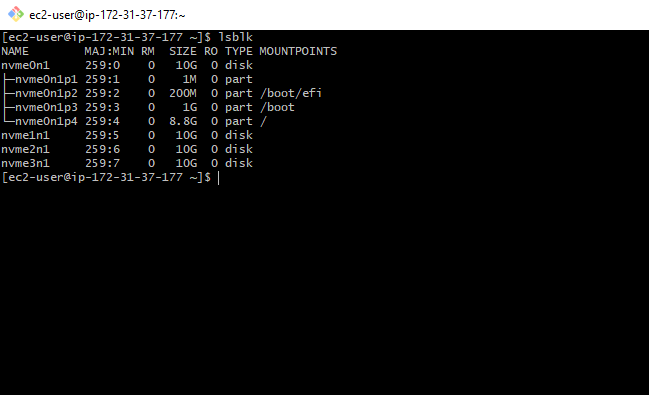 ec2-user@ip-172-31-37-177:~
[ec2-user@ip-172-31-37-177 ~]$ lsblk
NAME        MAJ:MIN RM  SIZE RO TYPE MOUNTPOINTS
nvme0n1     259:0    0   10G  0 disk
├─nvme0n1p1 259:1    0    1M  0 part
├─nvme0n1p2 259:2    0  200M  0 part /boot/efi
├─nvme0n1p3 259:3    0    1G  0 part /boot
└─nvme0n1p4 259:4    0  8.8G  0 part /
nvme1n1     259:5    0   10G  0 disk
nvme2n1     259:6    0   10G  0 disk
nvme3n1     259:7    0   10G  0 disk
[ec2-user@ip-172-31-37-177 ~]$